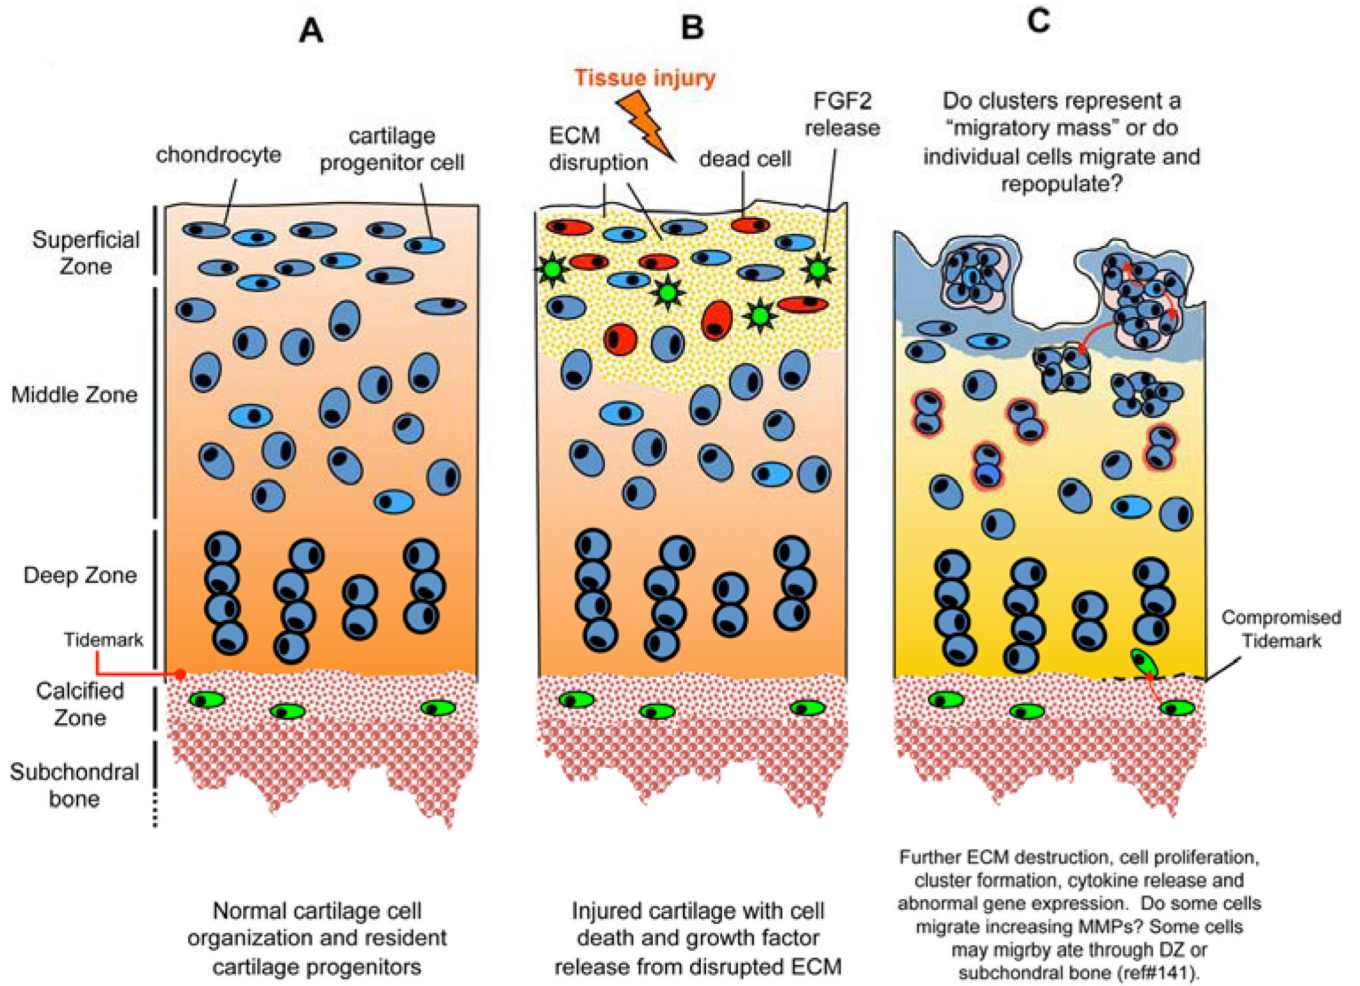 A
B
C
Tissue injury
chondrocyte
cartilage
progenitor cell
ECM
disruption
dead cell
FGF2
release
Do clusters represent a
“migratory mass” or do
individual cells migrate and
repopulate?
Superficial
Zone
Middle Zone
Deep Zone
Tidemark
Calcified
Zone
Subchondral
bone
Compromised
Tidemark
Normal cartilage cell
organization and resident
cartilage progenitors
Injured cartilage with cell
death and growth factor
release from disrupted ECM
Further ECM destruction, cell proliferation,
cluster formation, cytokine release and
abnormal gene expression.  Do some cells
migrate increasing MMPs? Some cells
may migrby ate through DZ or
subchondral bone (ref#141).